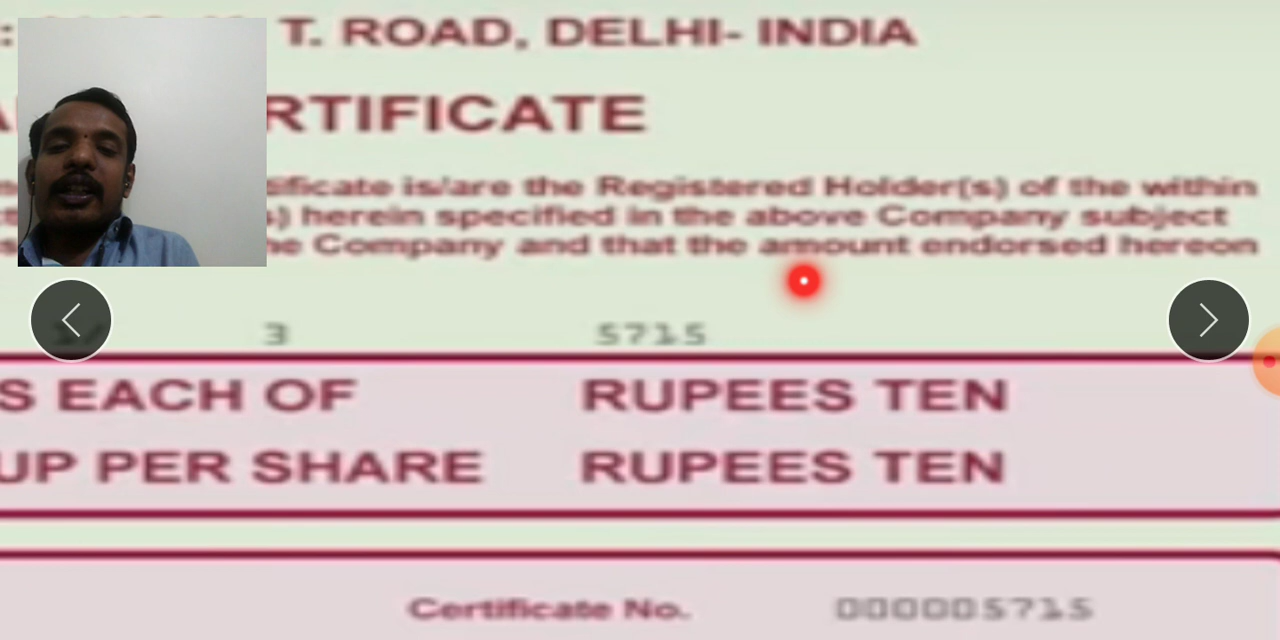 T. ROAD, DELHI- INDIA
RTIFICATE
tificate is/are the Registered Holder(s) of the within
) herein specified in the above Company subject
e Company and that the amount endorsed hereon
3 5715
S EACH OF RUPEES TEN
UP PER SHARE RUPEES TEN
Certificate No. 000005715